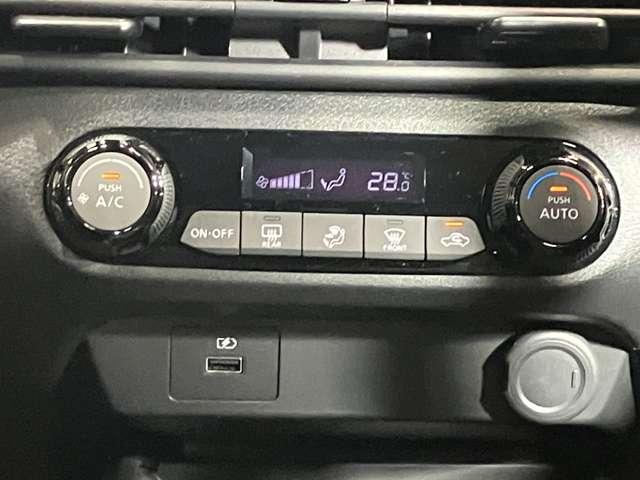 PUSH
A/C
28.0
°C
PUSH
AUTO
ON·OFF
REAR
FRONT